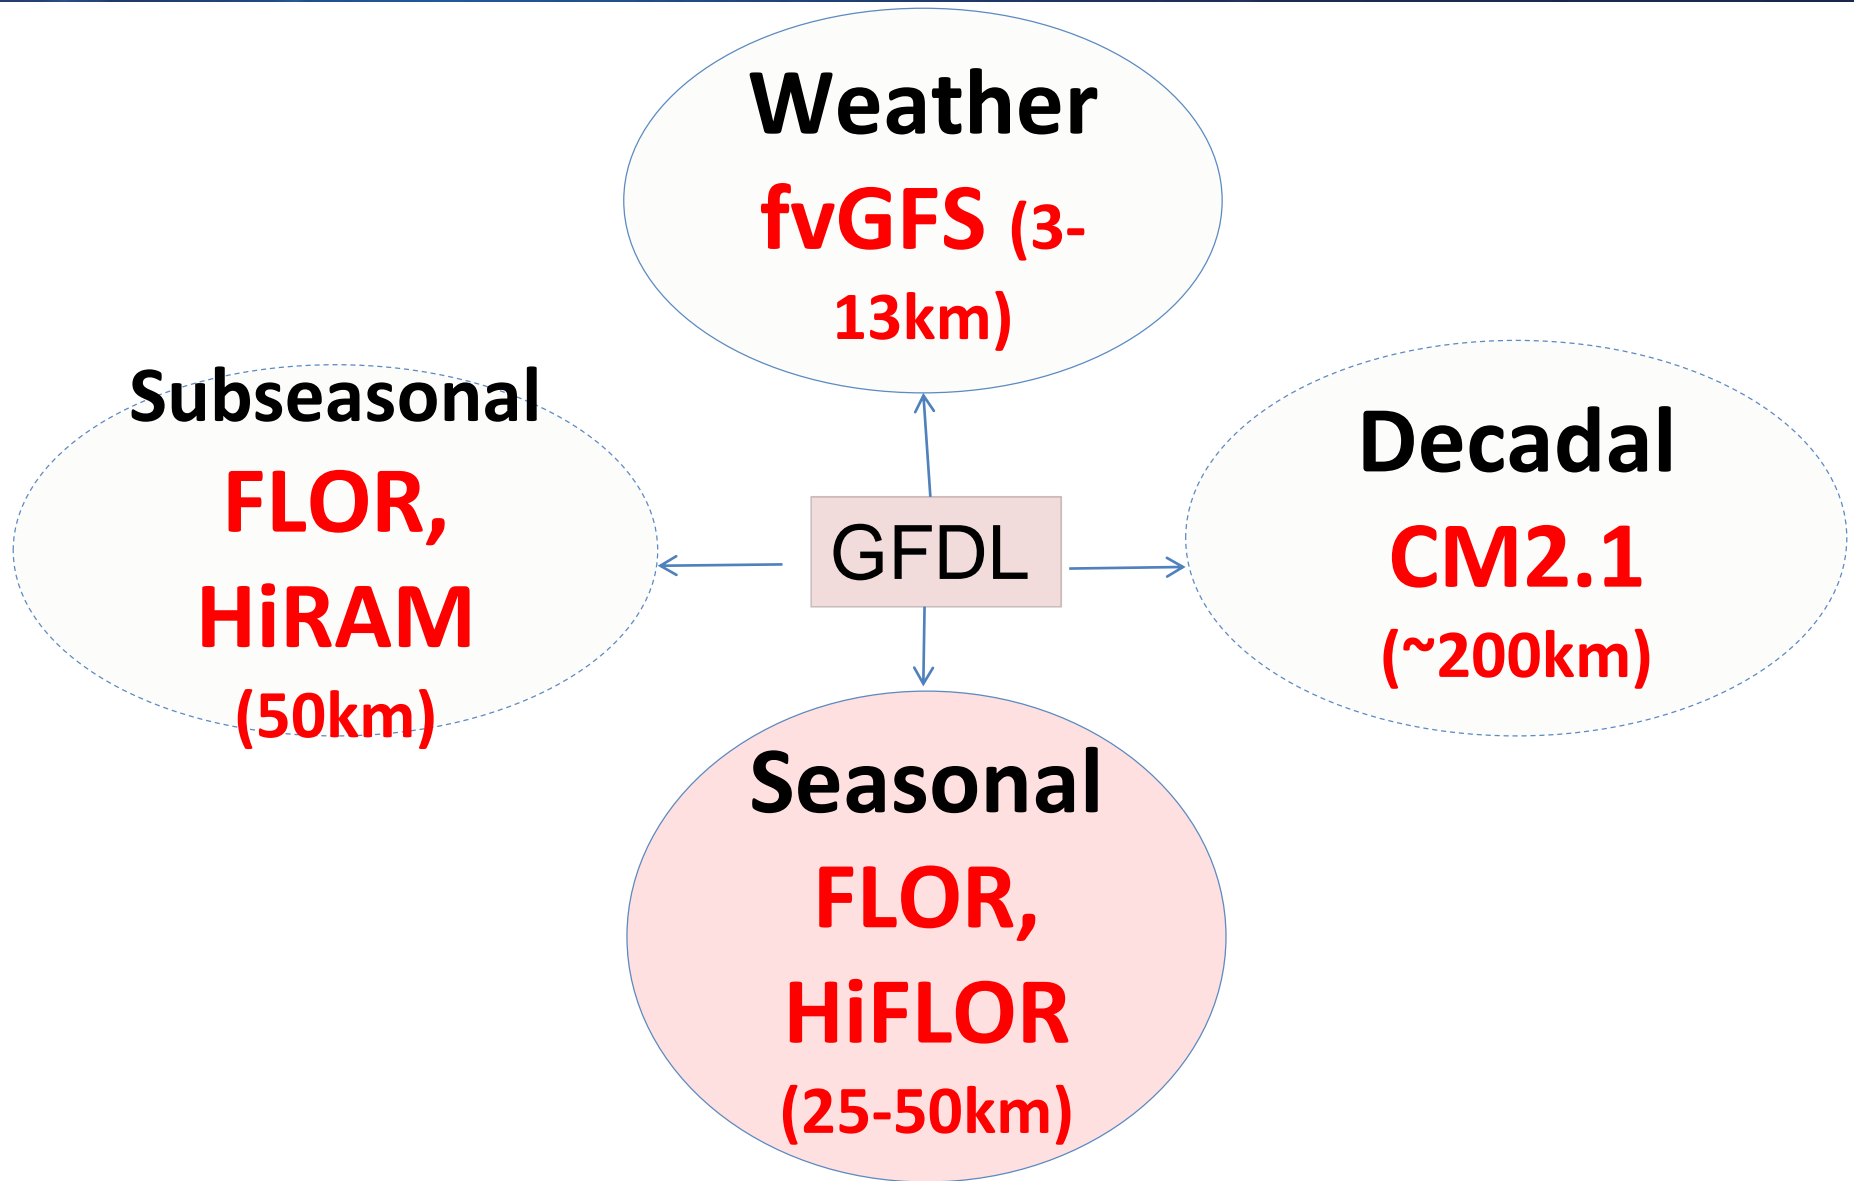 Weather
fvGFS (3-
13km)
Subseasonal
FLOR,
HiRAM
(50km)
GFDL
Decadal
CM2.1
(~200km)
Seasonal
FLOR,
HiFLOR
(25-50km)